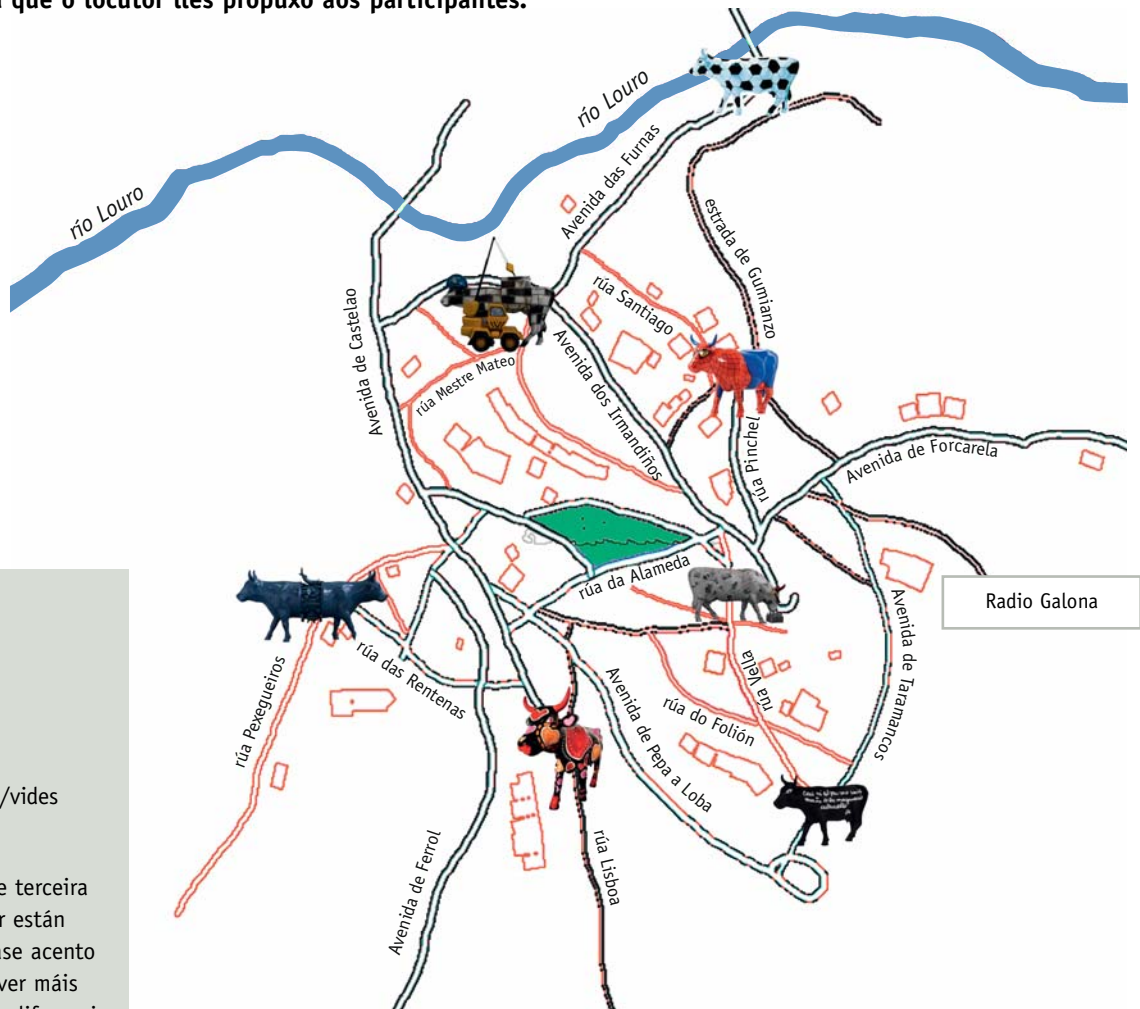 que o locutor lles propuxo aos participantes.
río Louro
río Louro
Avenida das Furnas
estrada de Gumianzo
rúa Santiago
Avenida de Castelao
rúa Mestre Mateo
Avenida dos Irmandiños
rúa Pinchel
Avenida de Forcarela
rúa da Alameda
Radio Galona
Avenida de Taramancos
rúa Vella
rúa das Rentenas
Avenida de Pepa a Loba
rúa do Folión
rúa Pexegueiros
rúa Lisboa
Avenida de Ferrol
/vides
e terceira
r están
ase acento
ver máis